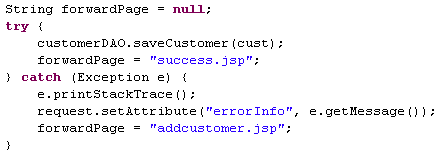 String forwardPage = null;
try {
    customerDAO.saveCustomer(cust);
    forwardPage = "success.jsp";
} catch (Exception e) {
    e.printStackTrace();
    request.setAttribute("errorInfo", e.getMessage());
    forwardPage = "addcustomer.jsp";
}